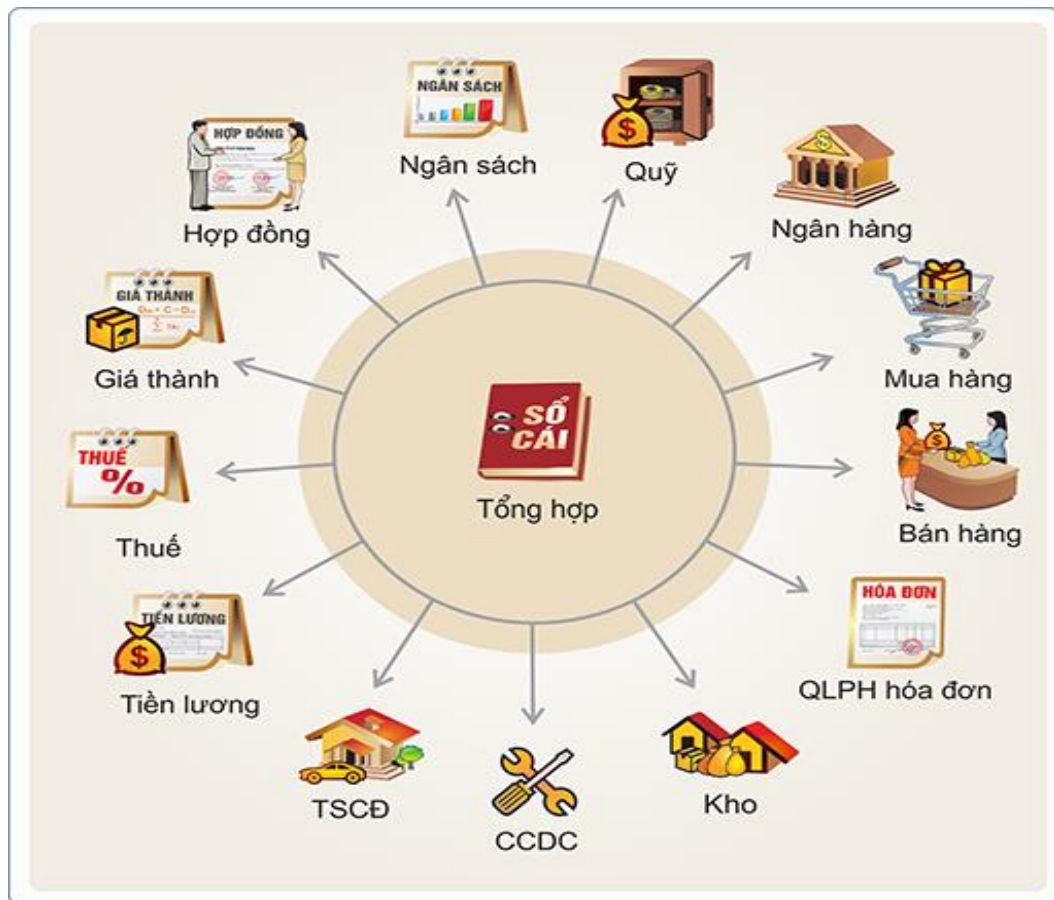 NGÂN SÁCH
Ngân sách
Quỹ
Ngân hàng
Mua hàng
Bán hàng
HÓA ĐƠN
QLPH hóa đơn
Kho
CCDC
TSCĐ
TIỀN LƯƠNG
Tiền lương
THUẾ
%
Thuế
GIÁ THÀNH
Giá thành
HỢP ĐỒNG
Hợp đồng
SỔ
CÁI
Tổng hợp